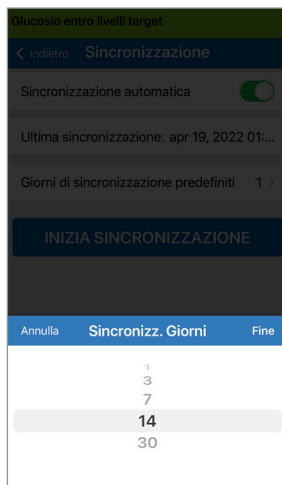 Glucosio entro livelli target
Indietro Sincronizzazione
Sincronizzazione automatica
Ultima sincronizzazione: apr 19, 2022 01:...
Giorni di sincronizzazione predefiniti 1
INIZIA SINCRONIZZAZIONE
Annulla Sincronizz. Giorni Fine
1
3
7
14
30